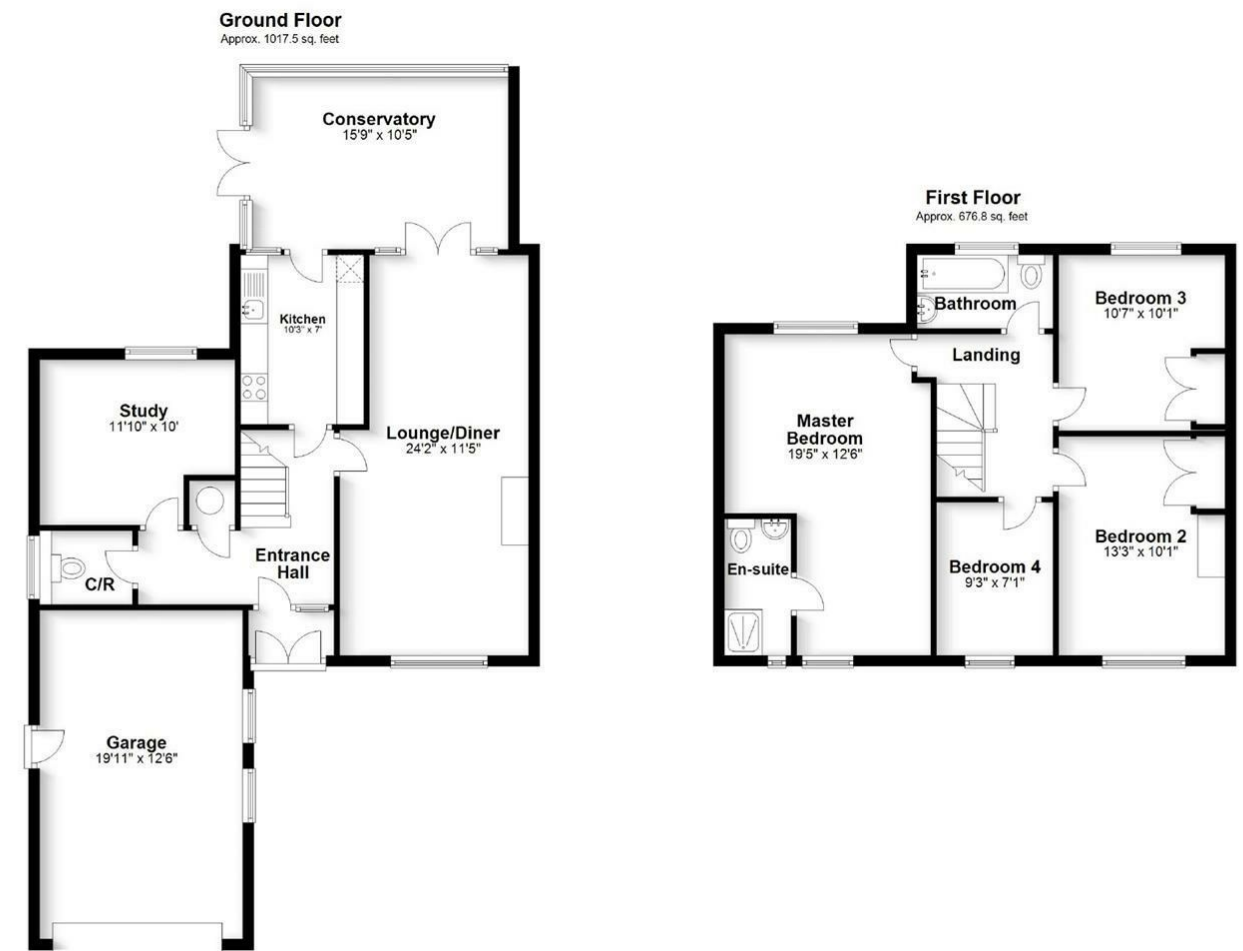 Ground Floor
Approx. 1017.5 sq. feet
Conservatory
15'9" x 10'5"
Kitchen
10'3" x 7'
Study
11'10" x 10'
Lounge/Diner
24'2" x 11'5"
Entrance
Hall
C/R
Garage
19'11" x 12'6"
First Floor
Approx. 676.8 sq. feet
Bathroom
Bedroom 3
10'7" x 10'1"
Landing
Master
Bedroom
19'5" x 12'6"
En-suite
Bedroom 4
9'3" x 7'1"
Bedroom 2
13'3" x 10'1"